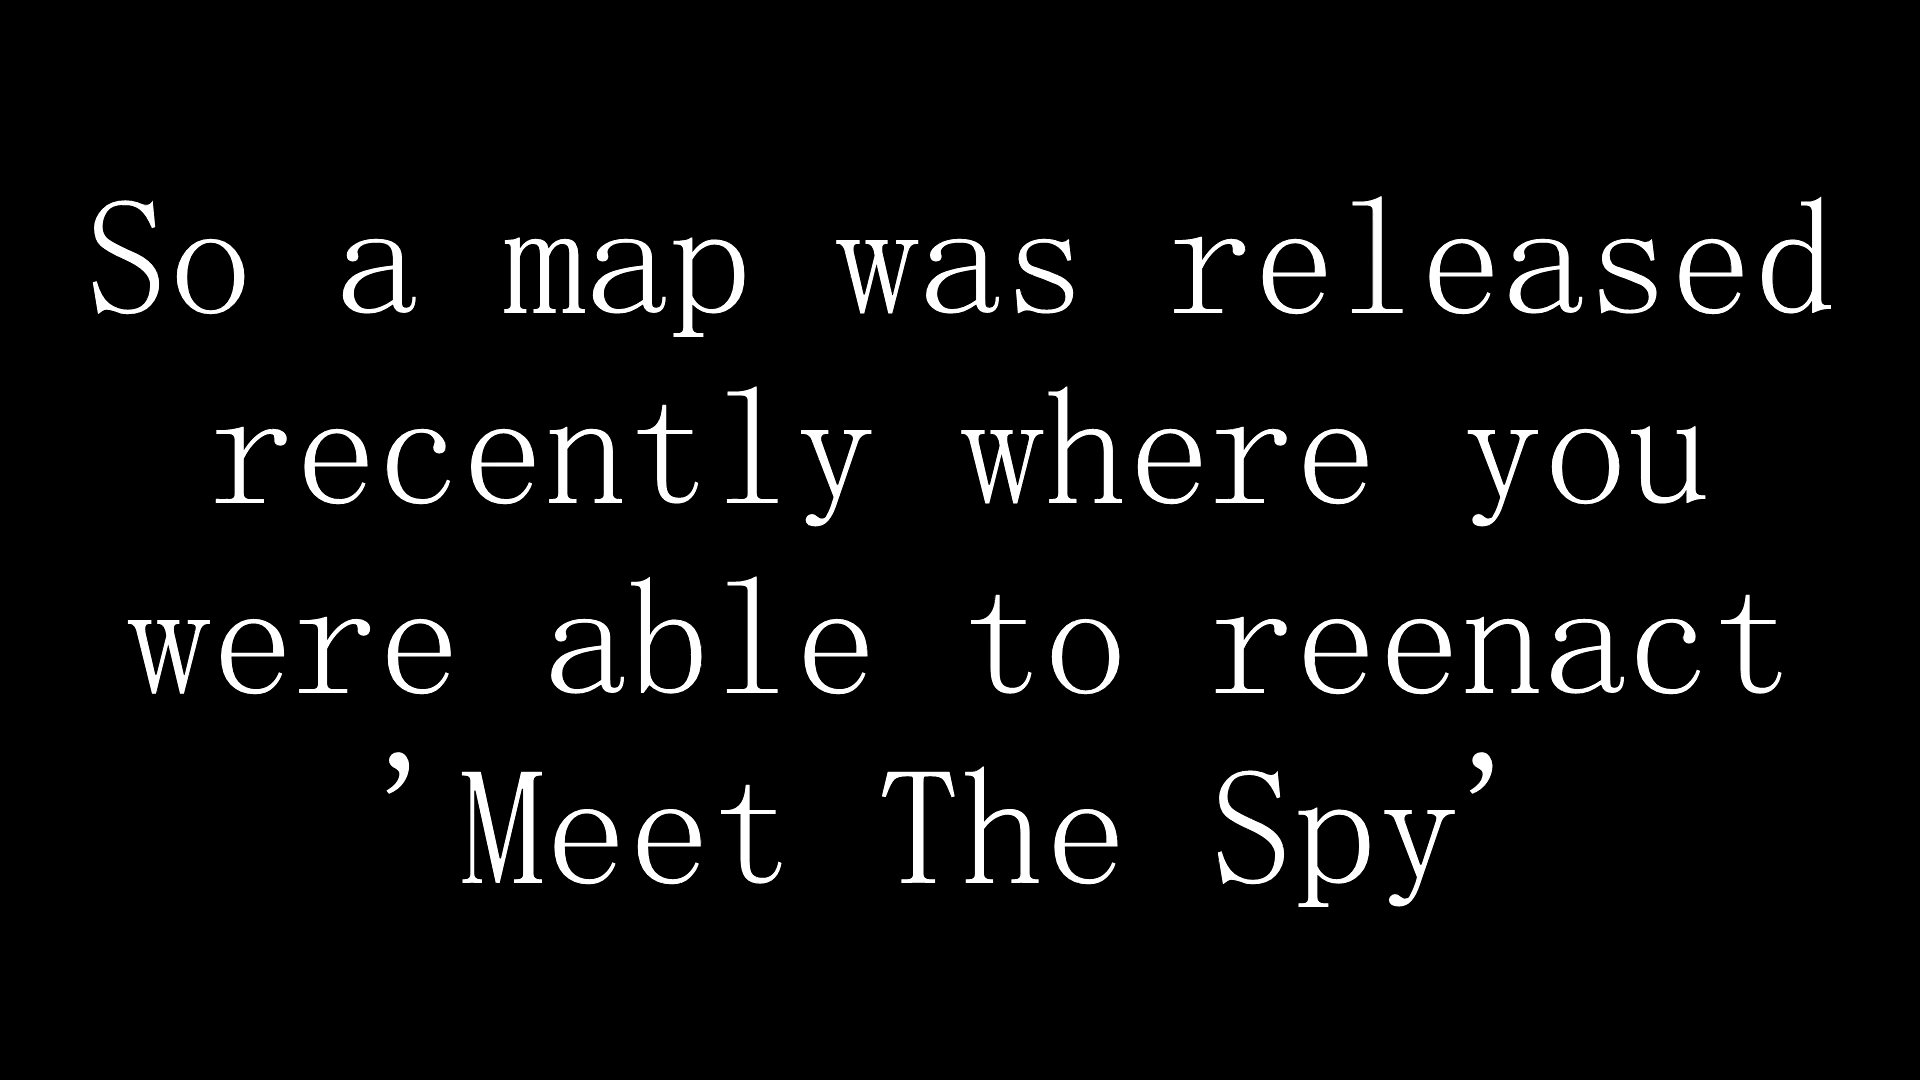 So a map was released
recently where you
were able to reenact
’Meet The Spy’